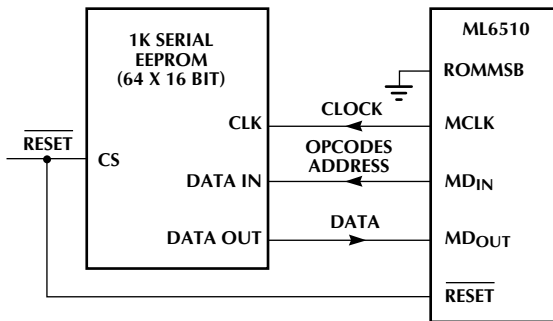 1K SERIAL
EEPROM
(64 X 16 BIT)
ML6510
ROMMSB
CLK
CLOCK
MCLK
RESET
CS
OPCODES
ADDRESS
DATA IN
MDIN
DATA OUT
DATA
MDOUT
RESET